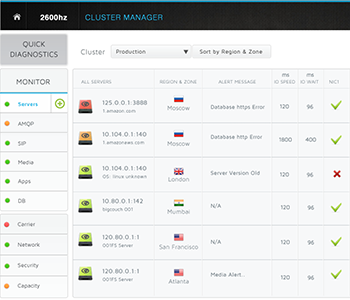 2600hz CLUSTER MANAGER
QUICK
DIAGNOSTICS
Cluster Production Sort by Region & Zone
MONITOR
ALL SERVERS REGION & ZONE ALERT MESSAGE ms IO SPEED ms IO WAIT NIC?
Servers
125.0.0.1:3888
1.amazon.com
Moscow
Database https Error
120 96
AMQP
SIP
10.104.0.1:140
1.amazonews.com
Moscow
Database http Error
1600 400
Media
Apps
10.104.0.1:140
OS: linux unknown
London
Server Version Old
120 96
DB
10.80.0.1:142
bigcouch 001
Mumbai
N/A
120 96
Carrier
Network
120.80.0.1:1
001FS Server
San Francisco
N/A
120 96
Security
Capacity
120.80.0.1:1
001FS Server
Atlanta
Media Alert..
120 96